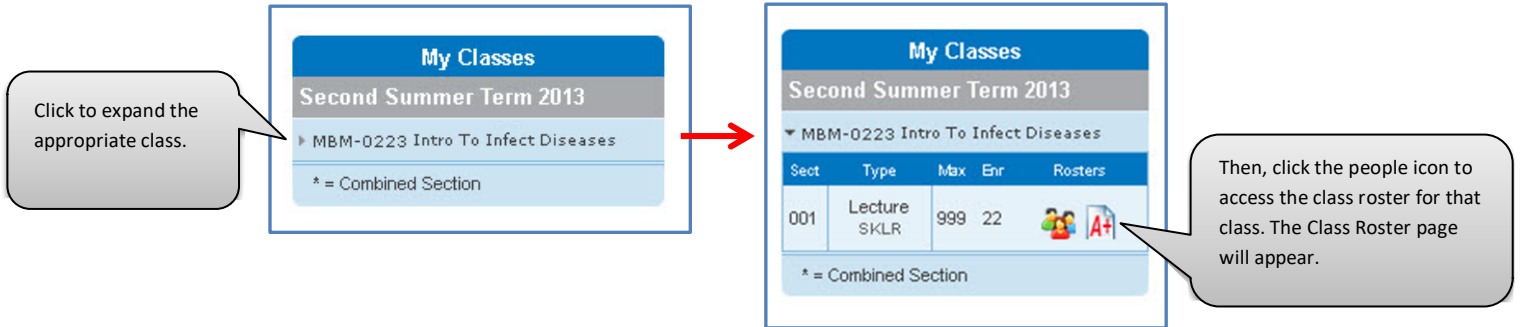 Click to expand the
appropriate class.
My Classes
Second Summer Term 2013
MBM-0223 Intro To Infect Diseases
* = Combined Section
My Classes
Second Summer Term 2013
MBM-0223 Intro To Infect Diseases
Sect Type Max Enr Rosters
001 Lecture SKLR 999 22 A+
* = Combined Section
Then, click the people icon to
access the class roster for that
class. The Class Roster page
will appear.